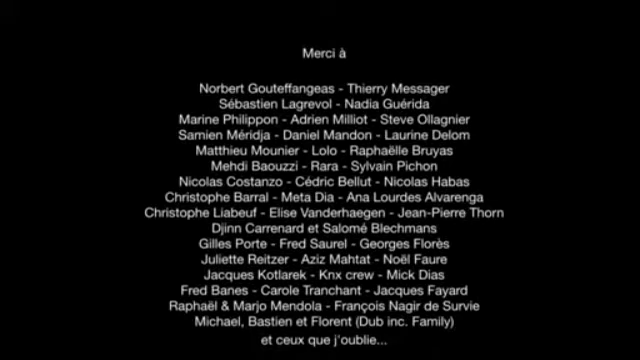 Merci à
Norbert Gouteffangeas - Thierry Messager
Sébastien Lagrevol - Nadia Guérida
Marine Philippon - Adrien Milliot - Steve Ollagnier
Samien Méridja - Daniel Mandon - Laurine Delom
Matthieu Mounier - Lolo - Raphaëlle Bruyas
Mehdi Baouzzi - Rara - Sylvain Pichon
Nicolas Costanzo - Cédric Bellut - Nicolas Habas
Christophe Barral - Meta Dia - Ana Lourdes Alvarenga
Christophe Liabeuf - Elise Vanderhaegen - Jean-Pierre Thorn
Djinn Carrenard et Salomé Blechmans
Gilles Porte - Fred Saurel - Georges Florès
Juliette Reitzer - Aziz Mahtat - Noël Faure
Jacques Kotlarek - Knx crew - Mick Dias
Fred Banes - Carole Tranchant - Jacques Fayard
Raphaël & Marjo Mendola - François Nagir de Survie
Michael, Bastien et Florent (Dub inc. Family)
et ceux que j'oublie...